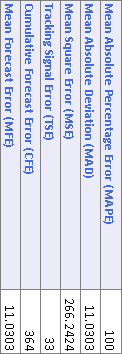 Mean Absolute Percentage Error (MAPE) 100
Mean Absolute Deviation (MAD) 11.0303
Mean Square Error (MSE) 266.2424
Tracking Signal Error (TSE) 33
Cumulative Forecast Error (CFE) 364
Mean Forecast Error (MFE) 11.0303